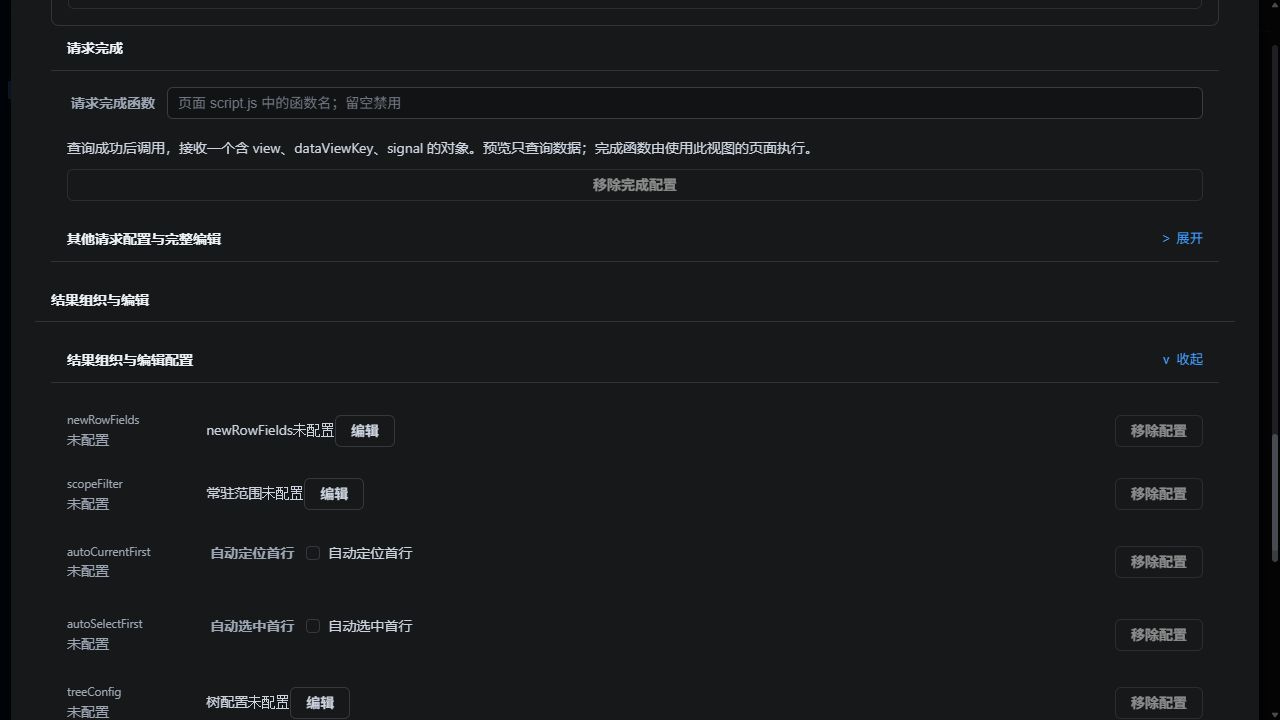 请求完成
请求完成函数 页面 script.js 中的函数名；留空禁用
查询成功后调用，接收一个含 view、dataViewKey、signal 的对象。预览只查询数据；完成函数由使用此视图的页面执行。
移除完成配置
其他请求配置与完整编辑 > 展开
结果组织与编辑
结果组织与编辑配置 v 收起
newRowFields
未配置
newRowFields未配置 编辑 移除配置
scopeFilter
未配置
常驻范围未配置 编辑 移除配置
autoCurrentFirst
未配置
自动定位首行 自动定位首行 移除配置
autoSelectFirst
未配置
自动选中首行 自动选中首行 移除配置
treeConfig
未配置
树配置未配置 编辑 移除配置